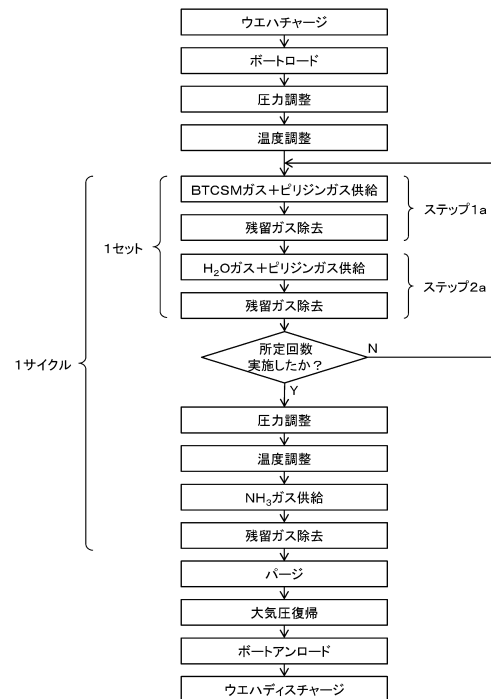 ウエハチャージ
ボートロード
圧力調整
温度調整
BTCSMガス+ピリジンガス供給
ステップ1a
残留ガス除去
1セット
H₂Oガス+ピリジンガス供給
ステップ2a
残留ガス除去
所定回数
実施したか?
N
1サイクル
Y
圧力調整
温度調整
NH₃ガス供給
残留ガス除去
パージ
大気圧復帰
ボートアンロード
ウエハディスチャージ